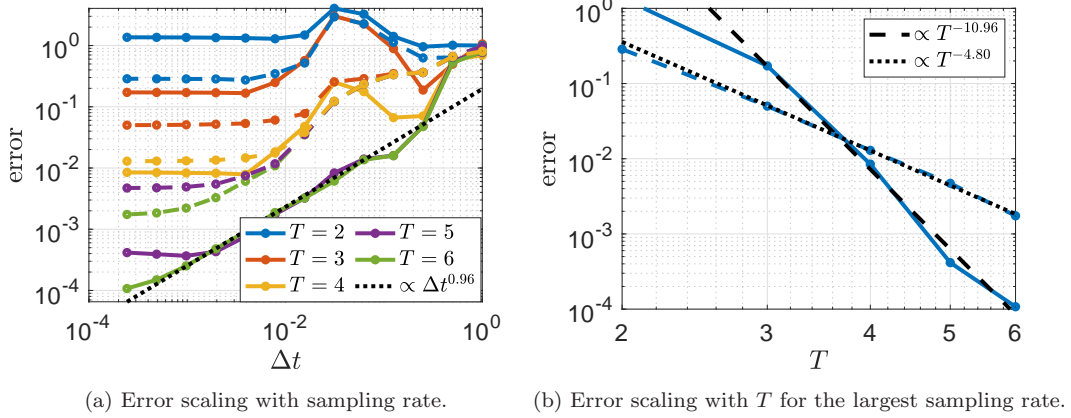 10^0
10^-1
10^-2
10^-3
10^-4
error
T = 2
T = 3
T = 4
T = 5
T = 6
∝ Δt^0.96
10^-4
10^-2
10^0
Δt
(a) Error scaling with sampling rate.
10^0
10^-1
10^-2
10^-3
10^-4
error
∝ T^-10.96
∝ T^-4.80
2
3
4
5
6
T
(b) Error scaling with T for the largest sampling rate.